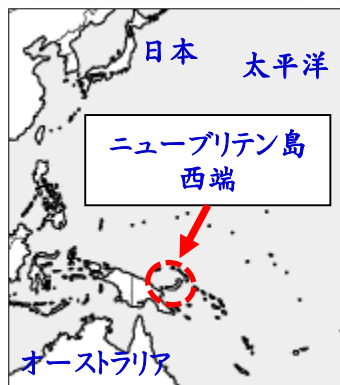 日本
太平洋
ニューブリテン島
西端
オーストラリア